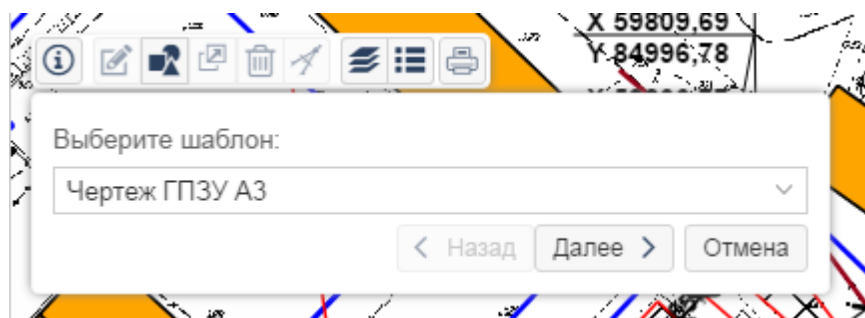 X 59809,69
Y 84996,78
Выберите шаблон:
Чертеж ГПЗУ А3
Назад
Далее
Отмена